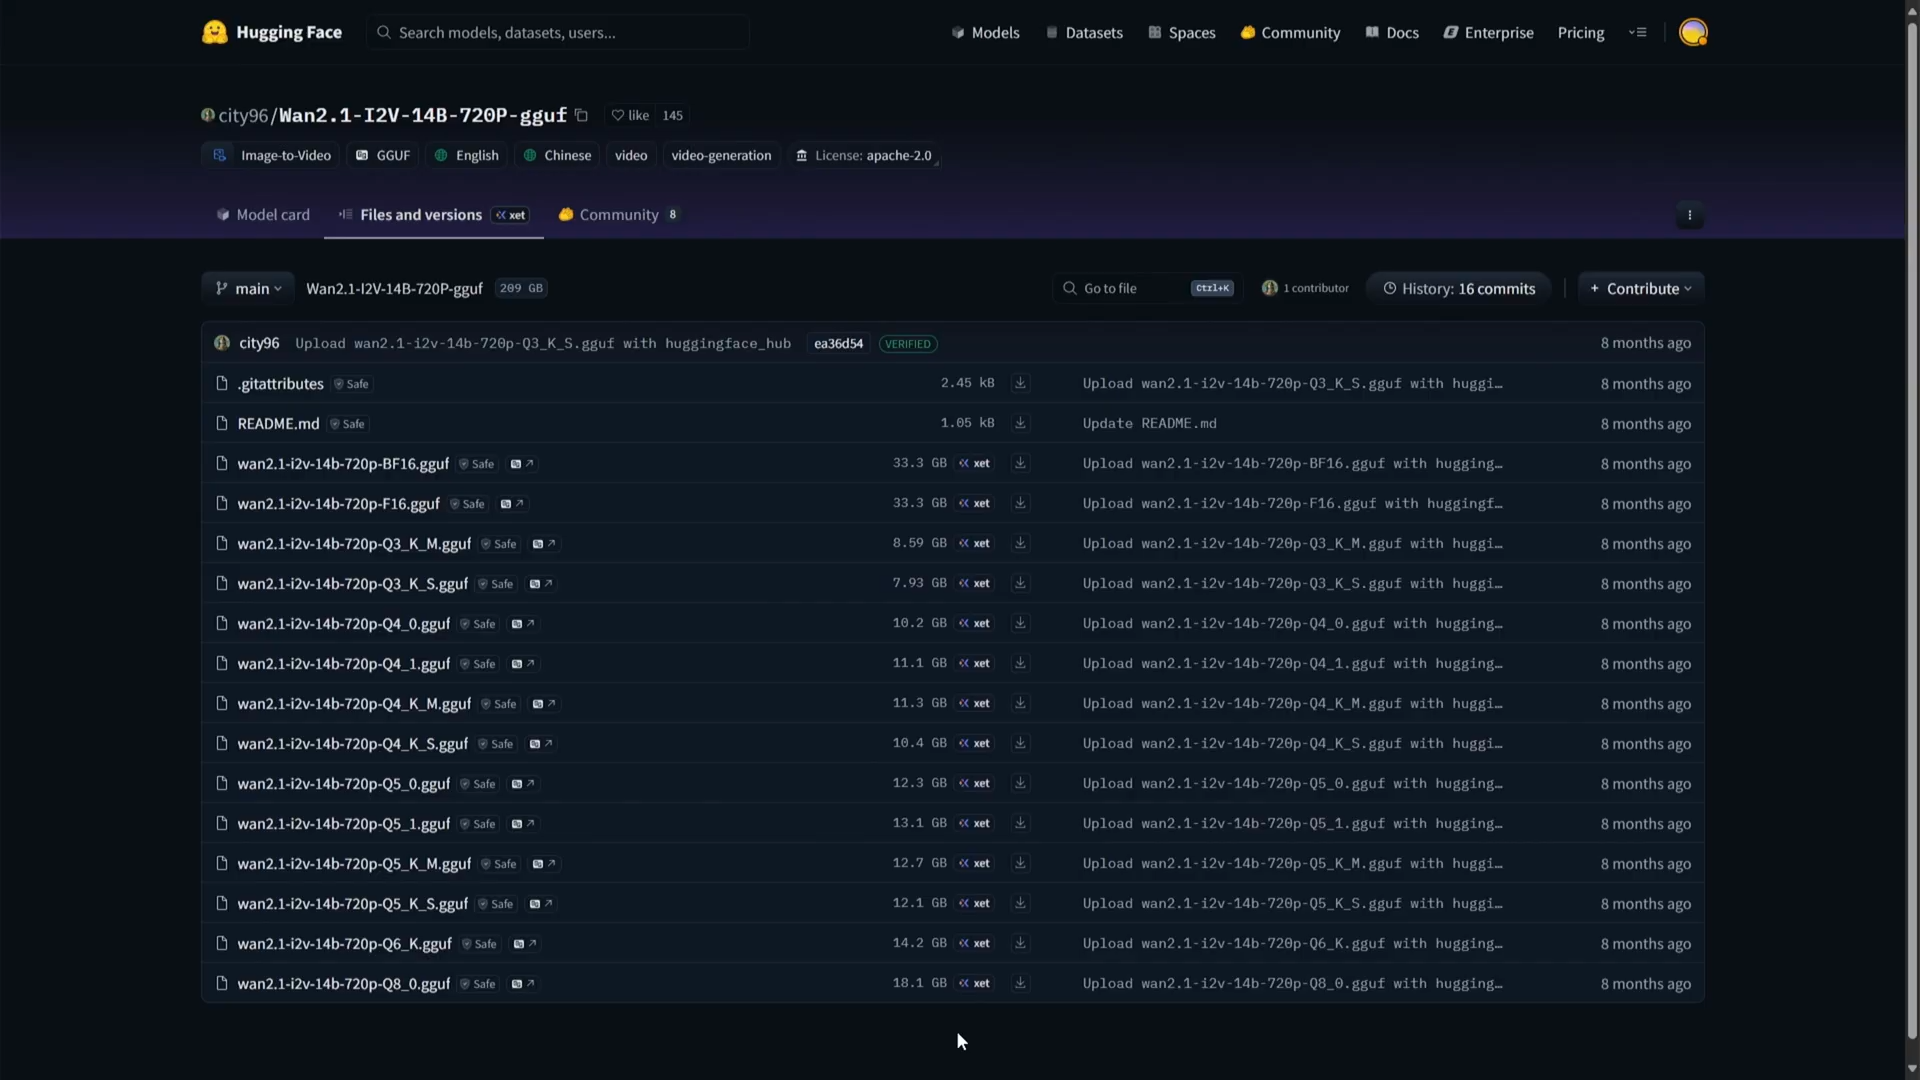 Hugging Face Search models, datasets, users... Models Datasets Spaces Community Docs Enterprise Pricing
city96/Wan2.1-I2V-14B-720P-gguf like 145
Image-to-Video GGUF English Chinese video video-generation License: apache-2.0
Model card Files and versions xet Community 8
main Wan2.1-I2V-14B-720P-gguf 209 GB Go to file Ctrl+K 1 contributor History: 16 commits + Contribute
city96 Upload wan2.1-i2v-14b-720p-Q3_K_S.gguf with huggingface_hub ea36d54 VERIFIED 8 months ago
.gitattributes Safe 2.45 kB Upload wan2.1-i2v-14b-720p-Q3_K_S.gguf with huggi… 8 months ago
README.md Safe 1.05 kB Update README.md 8 months ago
wan2.1-i2v-14b-720p-BF16.gguf Safe 33.3 GB xet Upload wan2.1-i2v-14b-720p-BF16.gguf with hugging… 8 months ago
wan2.1-i2v-14b-720p-F16.gguf Safe 33.3 GB xet Upload wan2.1-i2v-14b-720p-F16.gguf with huggingf… 8 months ago
wan2.1-i2v-14b-720p-Q3_K_M.gguf Safe 8.59 GB xet Upload wan2.1-i2v-14b-720p-Q3_K_M.gguf with huggi… 8 months ago
wan2.1-i2v-14b-720p-Q3_K_S.gguf Safe 7.93 GB xet Upload wan2.1-i2v-14b-720p-Q3_K_S.gguf with huggi… 8 months ago
wan2.1-i2v-14b-720p-Q4_0.gguf Safe 10.2 GB xet Upload wan2.1-i2v-14b-720p-Q4_0.gguf with hugging… 8 months ago
wan2.1-i2v-14b-720p-Q4_1.gguf Safe 11.1 GB xet Upload wan2.1-i2v-14b-720p-Q4_1.gguf with hugging… 8 months ago
wan2.1-i2v-14b-720p-Q4_K_M.gguf Safe 11.3 GB xet Upload wan2.1-i2v-14b-720p-Q4_K_M.gguf with huggi… 8 months ago
wan2.1-i2v-14b-720p-Q4_K_S.gguf Safe 10.4 GB xet Upload wan2.1-i2v-14b-720p-Q4_K_S.gguf with huggi… 8 months ago
wan2.1-i2v-14b-720p-Q5_0.gguf Safe 12.3 GB xet Upload wan2.1-i2v-14b-720p-Q5_0.gguf with hugging… 8 months ago
wan2.1-i2v-14b-720p-Q5_1.gguf Safe 13.1 GB xet Upload wan2.1-i2v-14b-720p-Q5_1.gguf with hugging… 8 months ago
wan2.1-i2v-14b-720p-Q5_K_M.gguf Safe 12.7 GB xet Upload wan2.1-i2v-14b-720p-Q5_K_M.gguf with huggi… 8 months ago
wan2.1-i2v-14b-720p-Q5_K_S.gguf Safe 12.1 GB xet Upload wan2.1-i2v-14b-720p-Q5_K_S.gguf with huggi… 8 months ago
wan2.1-i2v-14b-720p-Q6_K.gguf Safe 14.2 GB xet Upload wan2.1-i2v-14b-720p-Q6_K.gguf with hugging… 8 months ago
wan2.1-i2v-14b-720p-Q8_0.gguf Safe 18.1 GB xet Upload wan2.1-i2v-14b-720p-Q8_0.gguf with hugging… 8 months ago